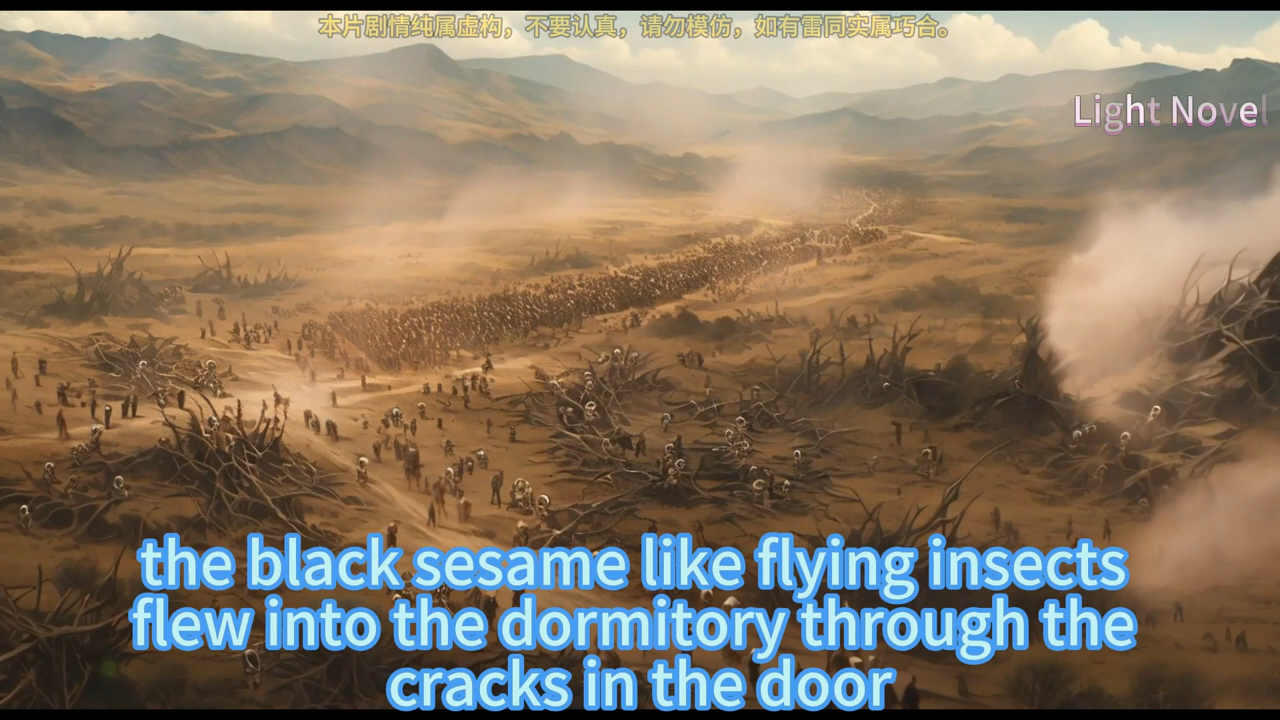 本片剧情纯属虚构，不要认真，请勿模仿，如有雷同实属巧合。
Light Novel
the black sesame like flying insects
flew into the dormitory through the
cracks in the door